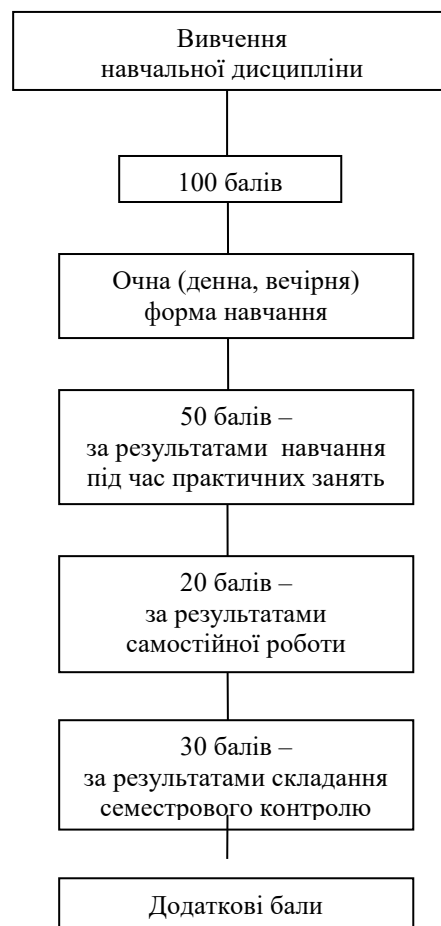 Вивчення
навчальної дисципліни
100 балів
Очна (денна, вечірня)
форма навчання
50 балів –
за результатами навчання
під час практичних занять
20 балів –
за результатами
самостійної роботи
30 балів –
за результатами складання
семестрового контролю
Додаткові бали